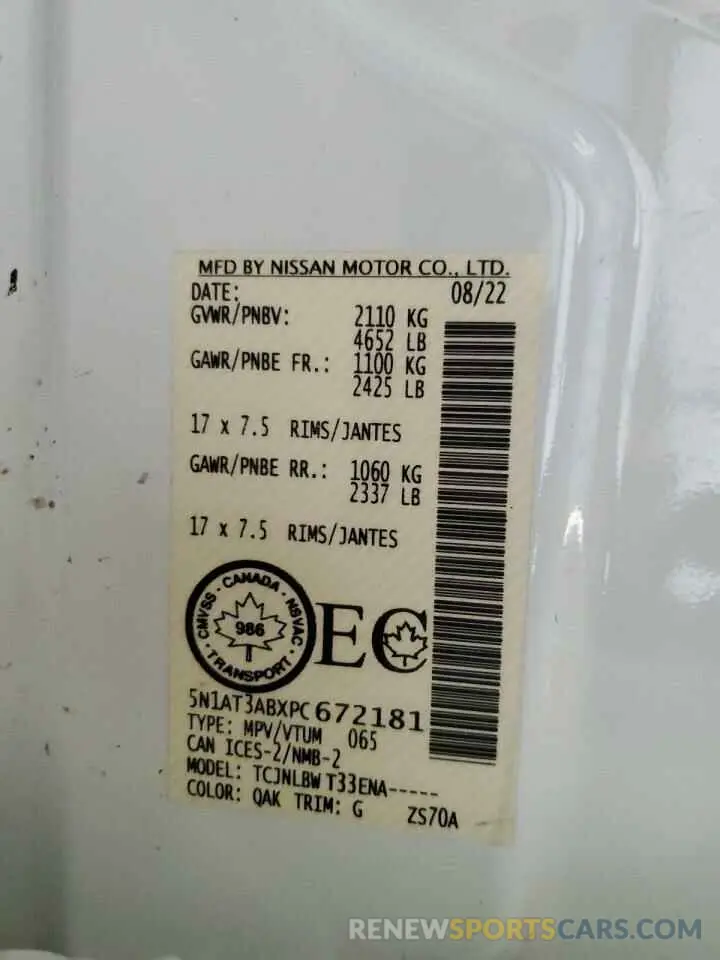 MFD BY NISSAN MOTOR CO., LTD.
DATE: 08/22
GVWR/PNBV: 2110 KG
4652 LB
GAWR/PNBE FR.: 1100 KG
2425 LB
17 x 7.5 RIMS/JANTES
GAWR/PNBE RR.: 1060 KG
2337 LB
17 x 7.5 RIMS/JANTES
CANADA · NSVAC · TRANSPORT · CMVSS
986
EC
5N1AT3ABXPC672181
TYPE: MPV/VTUM 065
CAN ICES-2/NMB-2
MODEL: TCJNLBW T33ENA-----
COLOR: QAK TRIM: G ZS70A
RENEWSPORTSCARS.COM